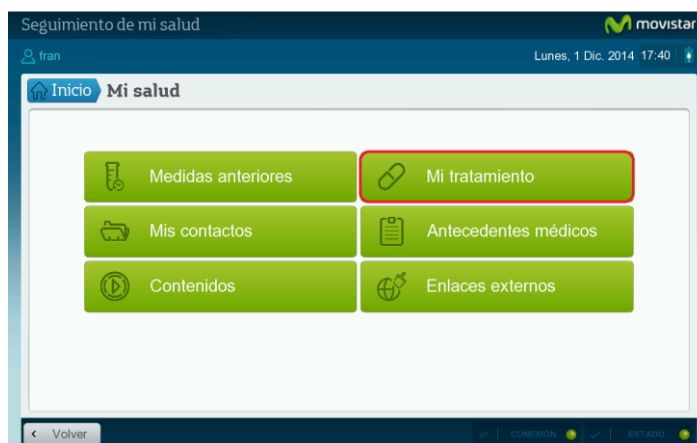 Seguimiento de mi salud
movistar
fran
Lunes, 1 Dic. 2014 17:40
Inicio Mi salud
Medidas anteriores
Mi tratamiento
Mis contactos
Antecedentes médicos
Contenidos
Enlaces externos
Volver
CONEXION
ESTADO